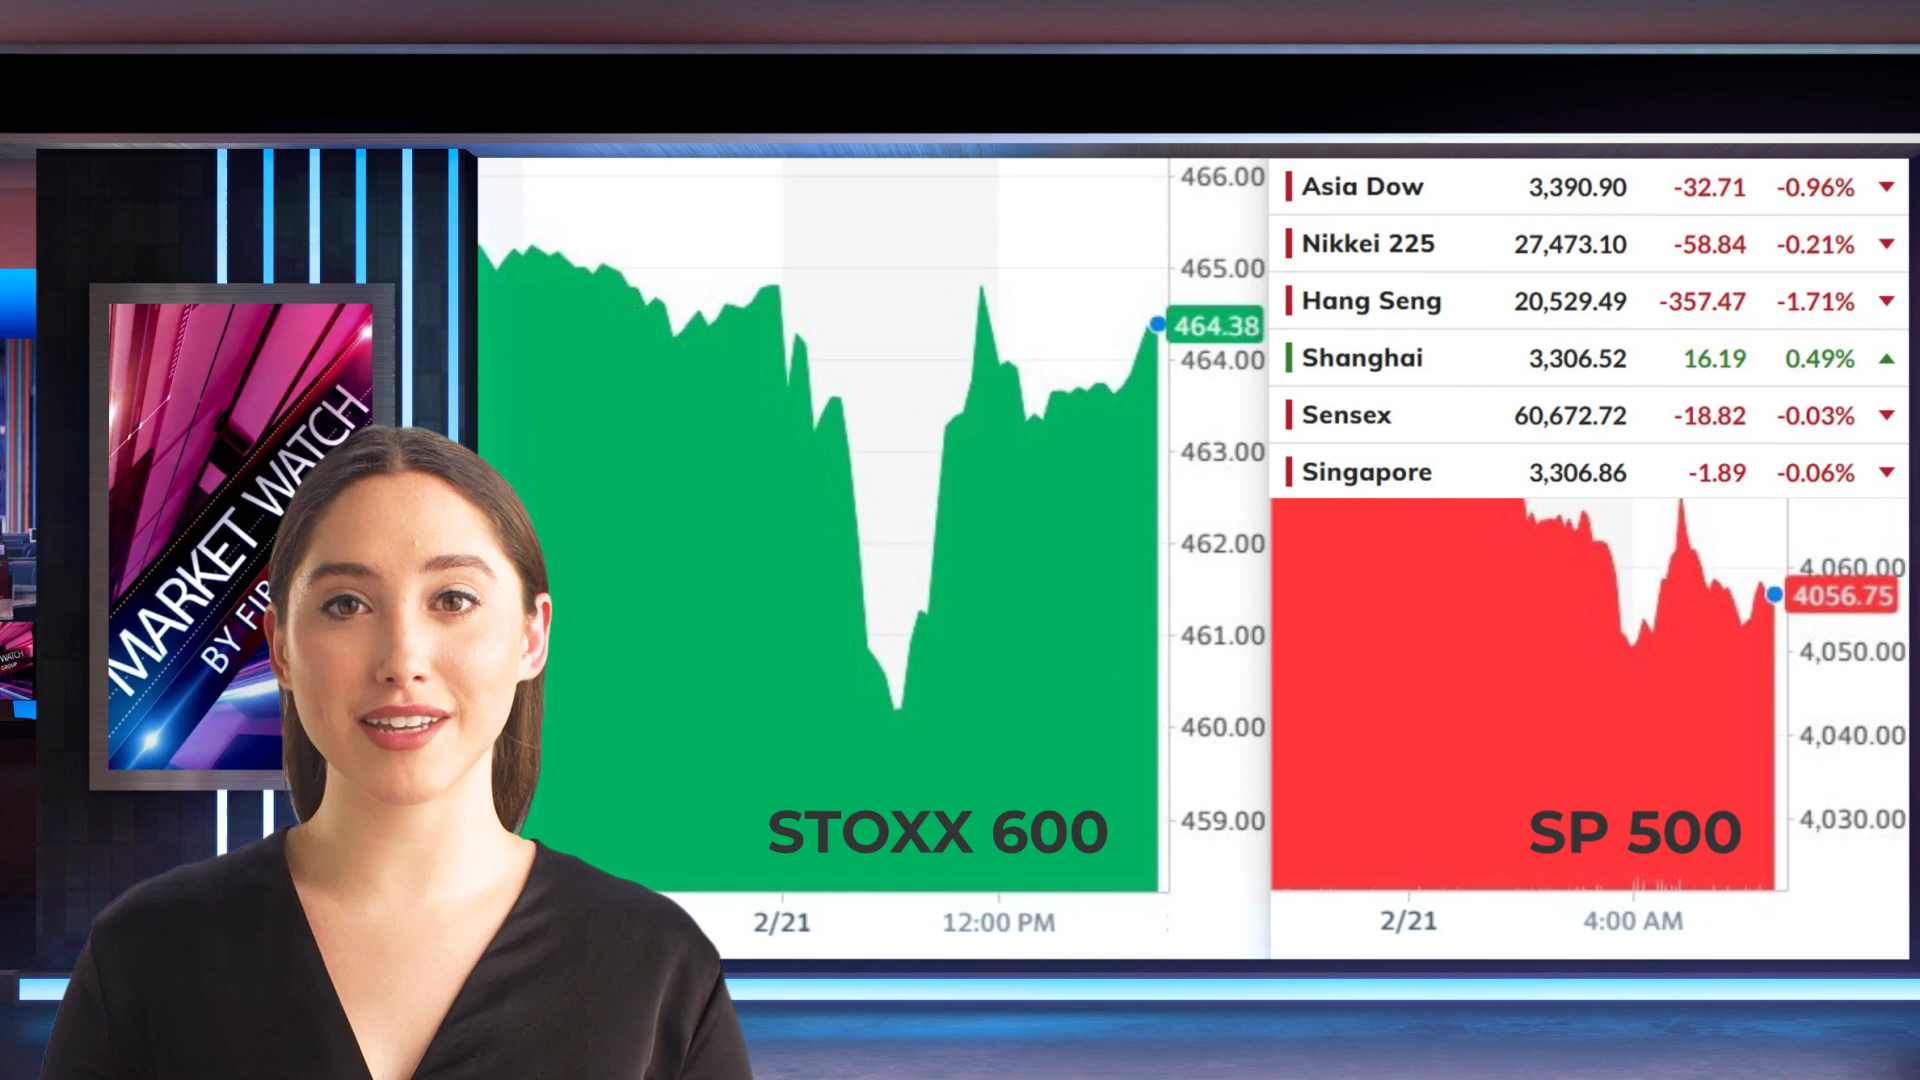 MARKET WATCH
BY
466.00
465.00
464.38
464.00
463.00
462.00
461.00
460.00
459.00
STOXX 600
2/21
12:00 PM
Asia Dow 3,390.90 -32.71 -0.96%
Nikkei 225 27,473.10 -58.84 -0.21%
Hang Seng 20,529.49 -357.47 -1.71%
Shanghai 3,306.52 16.19 0.49%
Sensex 60,672.72 -18.82 -0.03%
Singapore 3,306.86 -1.89 -0.06%
4,060.00
4056.75
4,050.00
4,040.00
4,030.00
SP 500
2/21
4:00 AM
WATCH
GROUP